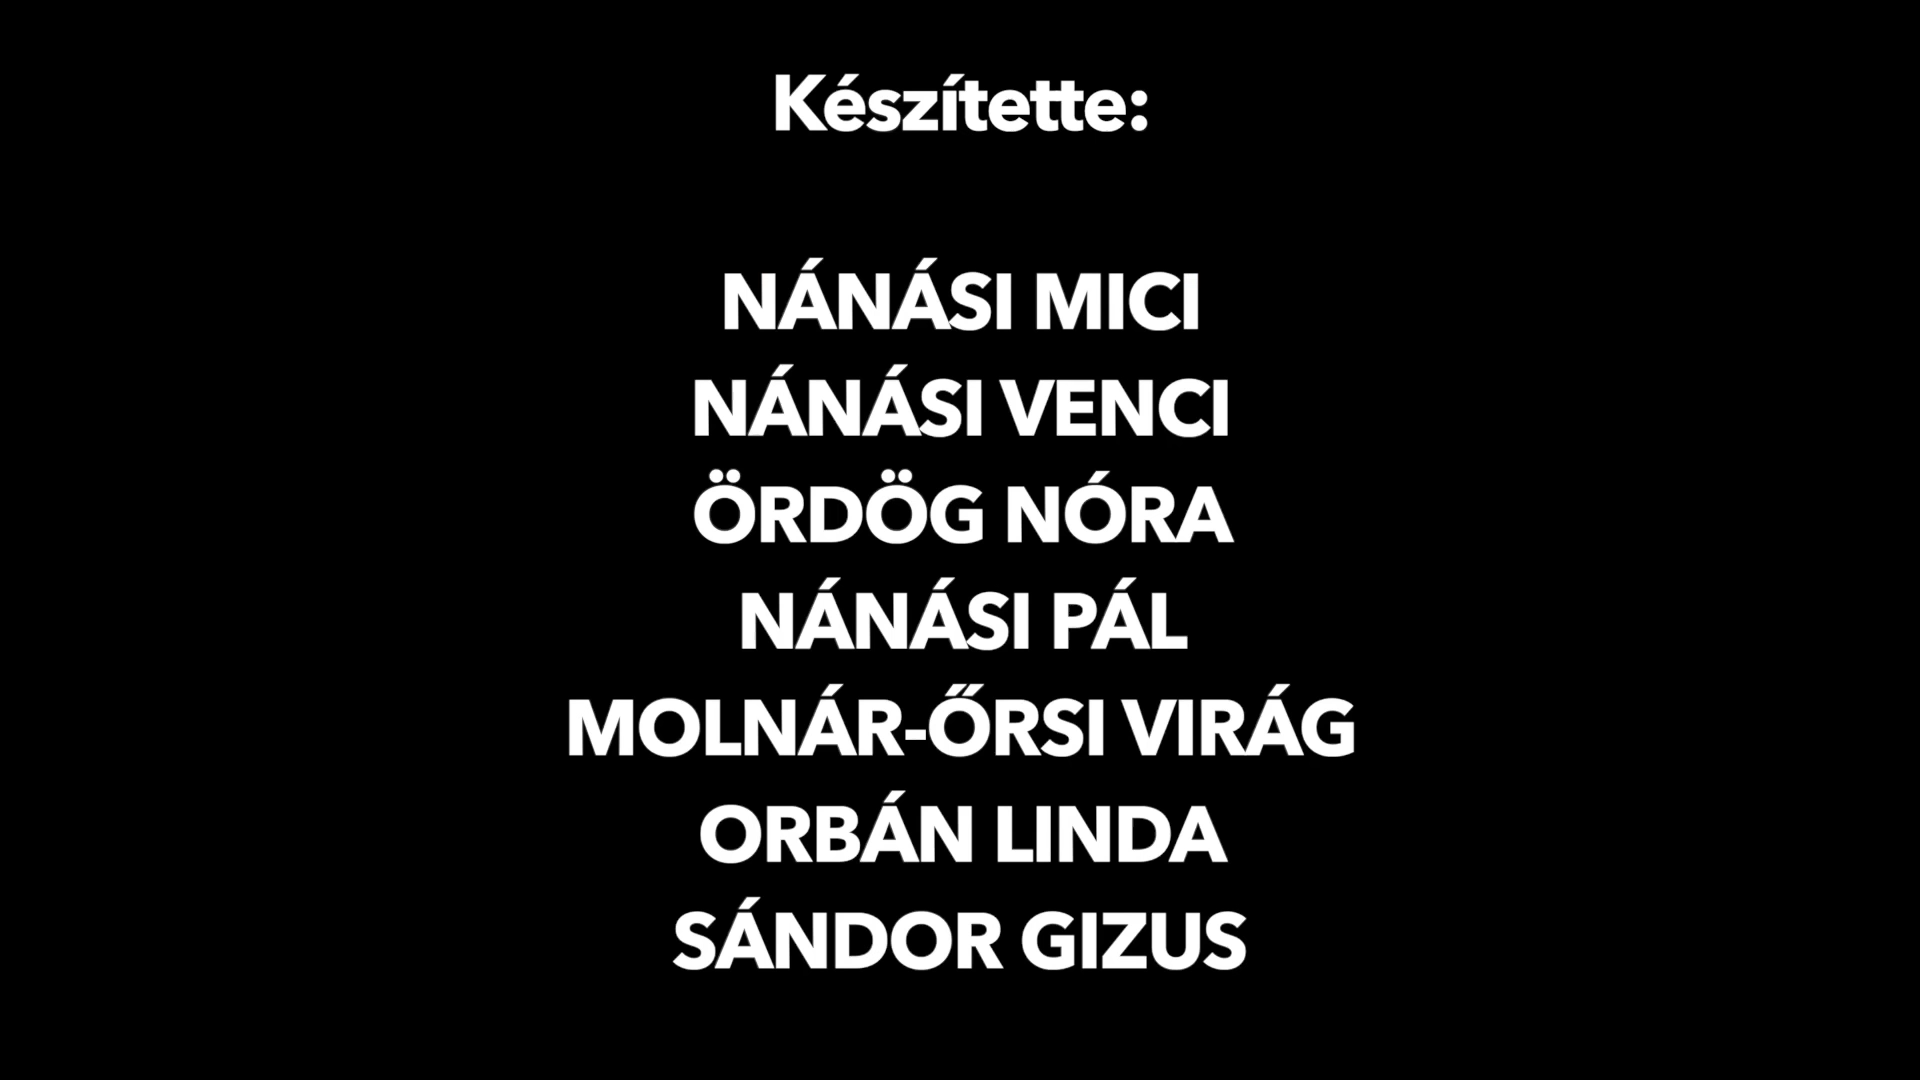 Készítette:
NÁNÁSI MICI
NÁNÁSI VENCI
ÖRDÖG NÓRA
NÁNÁSI PÁL
MOLNÁR-ŐRSI VIRÁG
ORBÁN LINDA
SÁNDOR GIZUS